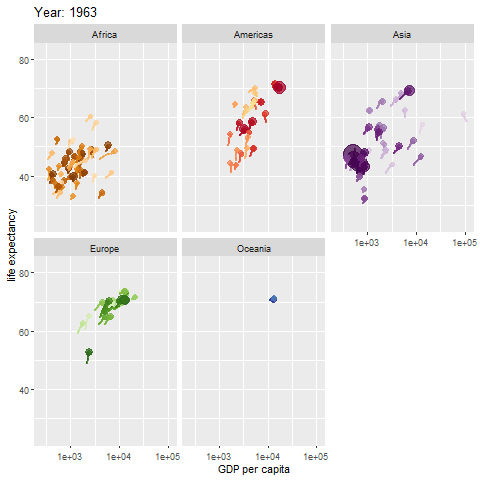 Year: 1963
Africa Americas Asia
80
60
40
1e+03 1e+04 1e+05
life expectancy
Europe Oceania
80
60
40
1e+03 1e+04 1e+05 1e+03 1e+04 1e+05
GDP per capita